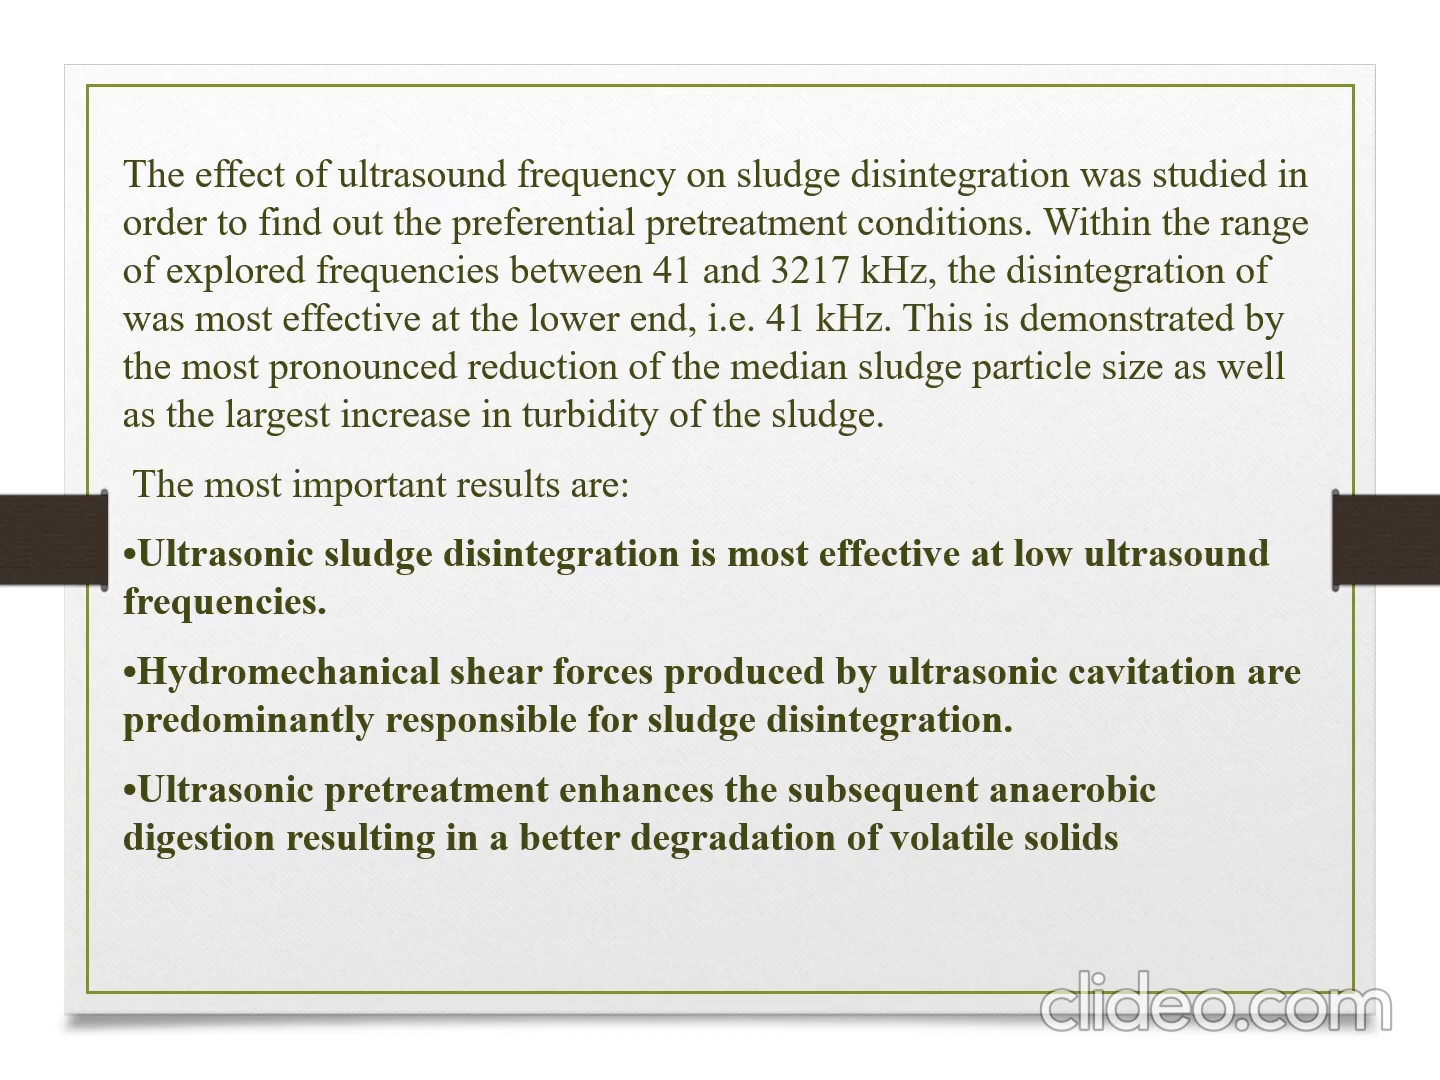 The effect of ultrasound frequency on sludge disintegration was studied in
order to find out the preferential pretreatment conditions. Within the range
of explored frequencies between 41 and 3217 kHz, the disintegration of
was most effective at the lower end, i.e. 41 kHz. This is demonstrated by
the most pronounced reduction of the median sludge particle size as well
as the largest increase in turbidity of the sludge.
The most important results are:
•Ultrasonic sludge disintegration is most effective at low ultrasound
frequencies.
•Hydromechanical shear forces produced by ultrasonic cavitation are
predominantly responsible for sludge disintegration.
•Ultrasonic pretreatment enhances the subsequent anaerobic
digestion resulting in a better degradation of volatile solids
clideo.com